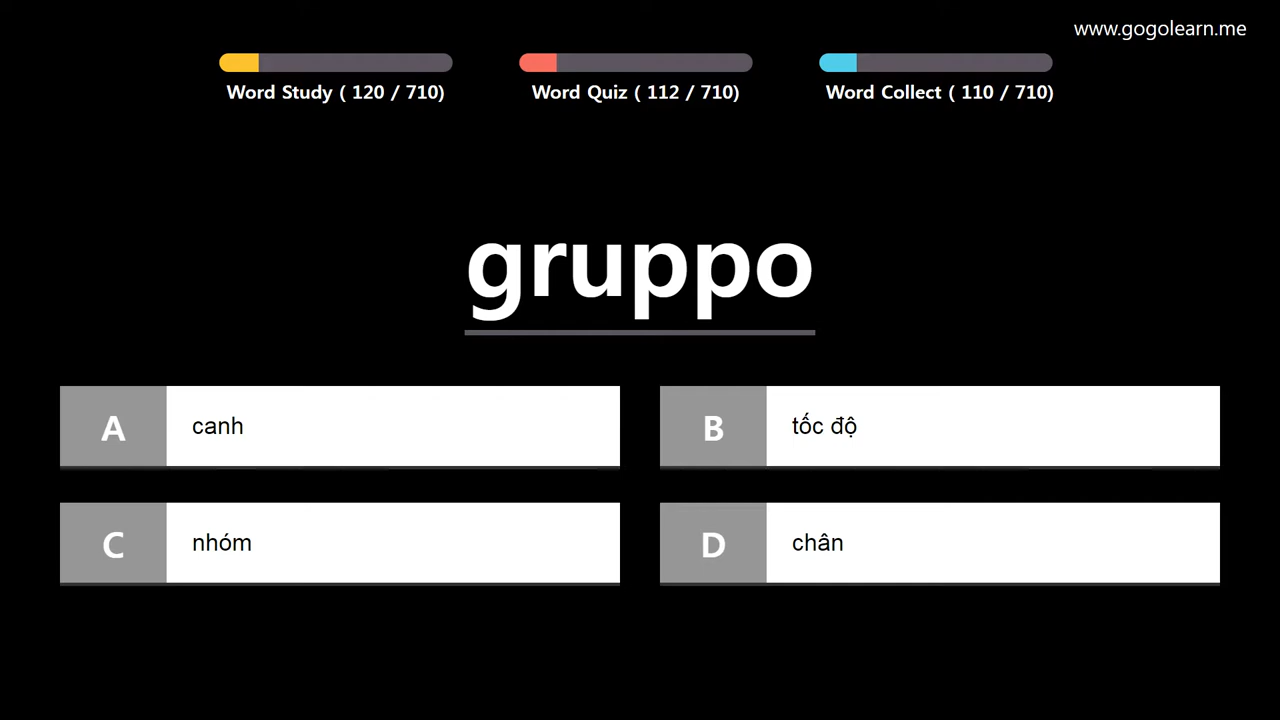 www.gogolearn.me
Word Study ( 120 / 710)
Word Quiz ( 112 / 710)
Word Collect ( 110 / 710)
gruppo
A
canh
B
tốc độ
C
nhóm
D
chân